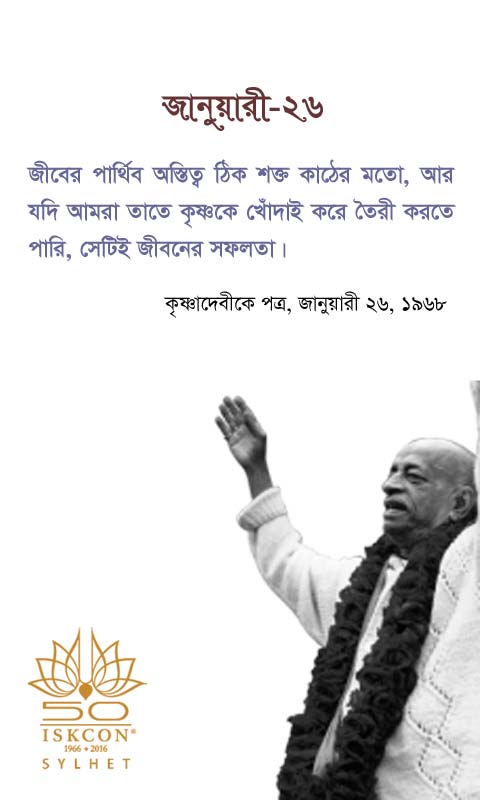 জানুয়ারী-২৬
জীবের পার্থিব অস্তিত্ব ঠিক শক্ত কাঠের মতো, আর
যদি আমরা তাতে কৃষ্ণকে খোঁদাই করে তৈরী করতে
পারি, সেটিই জীবনের সফলতা।
কৃষ্ণাদেবীকে পত্র, জানুয়ারী ২৬, ১৯৬৮
50
ISKCON®
1966 • 2016
SYLHET